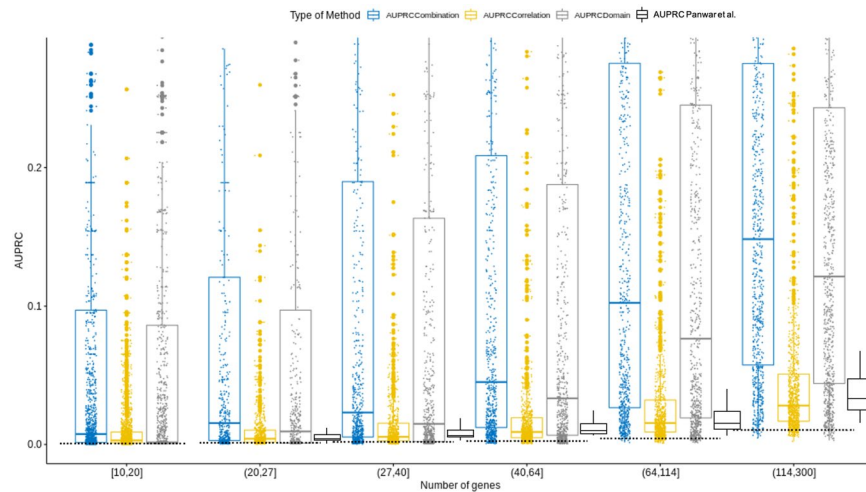 Type of Method AUPRCCombination AUPRCCorrelation AUPRCDomain AUPRC Panwar et al.
AUPRC
0.2
0.1
0.0
[10,20] (20,27] (27,40] (40,64] (64,114] (114,300]
Number of genes